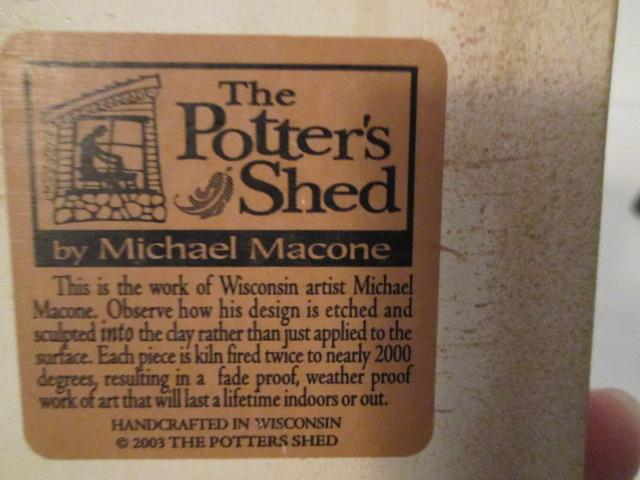 The
Potter's
Shed
by Michael Macone
This is the work of Wisconsin artist Michael
Macone. Observe how his design is etched and
sculpted into the clay rather than just applied to the
surface. Each piece is kiln fired twice to nearly 2000
degrees, resulting in a fade proof, weather proof
work of art that will last a lifetime indoors or out.
HANDCRAFTED IN WISCONSIN
© 2003 THE POTTERS SHED